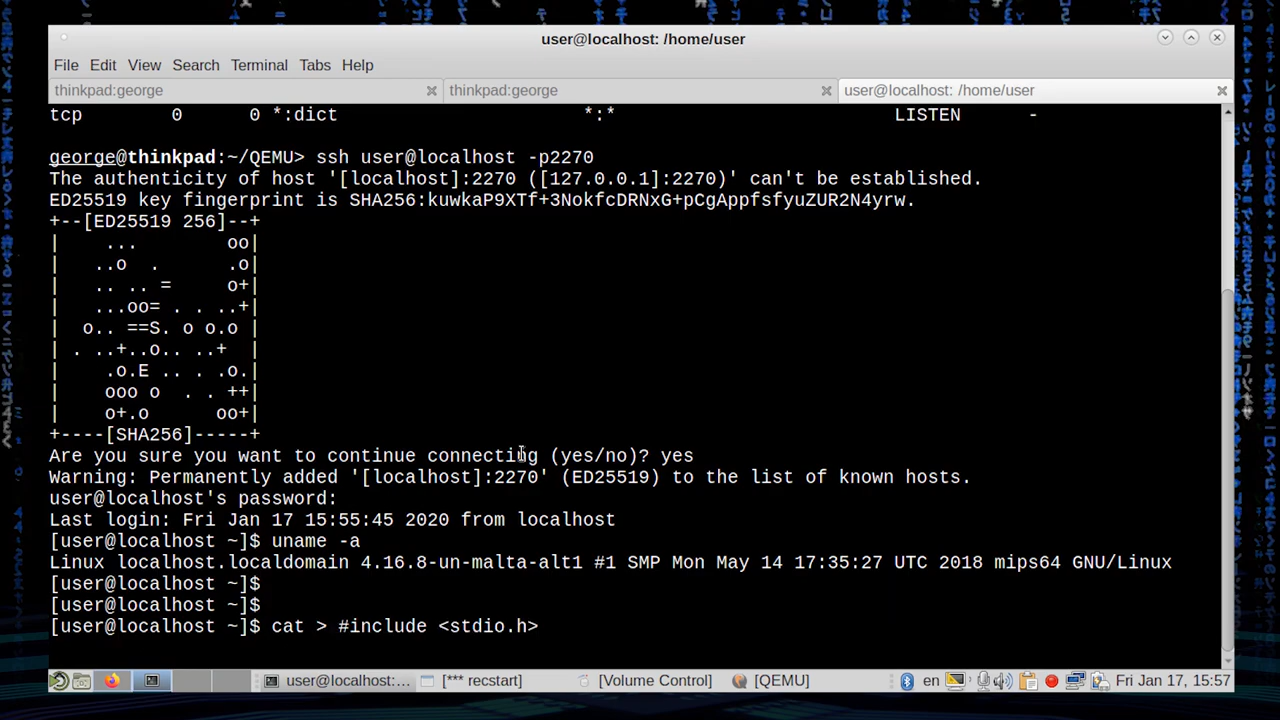 user@localhost: /home/user
File Edit View Search Terminal Tabs Help
thinkpad:george thinkpad:george user@localhost: /home/user
tcp 0 0 *:dict *:* LISTEN -
george@thinkpad:~/QEMU> ssh user@localhost -p2270
The authenticity of host '[localhost]:2270 ([127.0.0.1]:2270)' can't be established.
ED25519 key fingerprint is SHA256:kuwkaP9XTf+3NokfcDRNxG+pCgAppfsfyuZUR2N4yrw.
+--[ED25519 256]--+
|     ...        oo|
|    ..o  .      .o|
|    .. .. =     o+|
|    ...oo= . . ..+|
|   o.. ==S. o o.o |
|  . ..+..o.. ..+  |
|     .o.E .. . .o.|
|     ooo o  . . ++|
|     o+.o      oo+|
+----[SHA256]-----+
Are you sure you want to continue connecting (yes/no)? yes
Warning: Permanently added '[localhost]:2270' (ED25519) to the list of known hosts.
user@localhost's password:
Last login: Fri Jan 17 15:55:45 2020 from localhost
[user@localhost ~]$ uname -a
Linux localhost.localdomain 4.16.8-un-malta-alt1 #1 SMP Mon May 14 17:35:27 UTC 2018 mips64 GNU/Linux
[user@localhost ~]$
[user@localhost ~]$
[user@localhost ~]$ cat > #include <stdio.h>
user@localhost:... [*** recstart] [Volume Control] [QEMU] en Fri Jan 17, 15:57